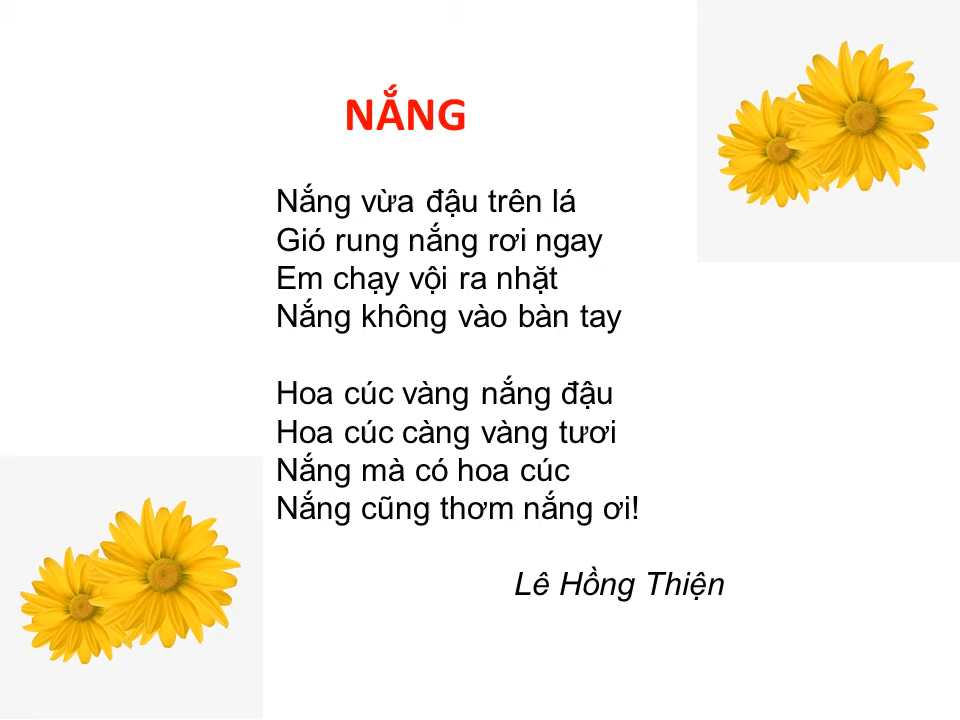 NẮNG
Nắng vừa đậu trên lá
Gió rung nắng rơi ngay
Em chạy vội ra nhặt
Nắng không vào bàn tay
Hoa cúc vàng nắng đậu
Hoa cúc càng vàng tươi
Nắng mà có hoa cúc
Nắng cũng thơm nắng ơi!
Lê Hồng Thiện